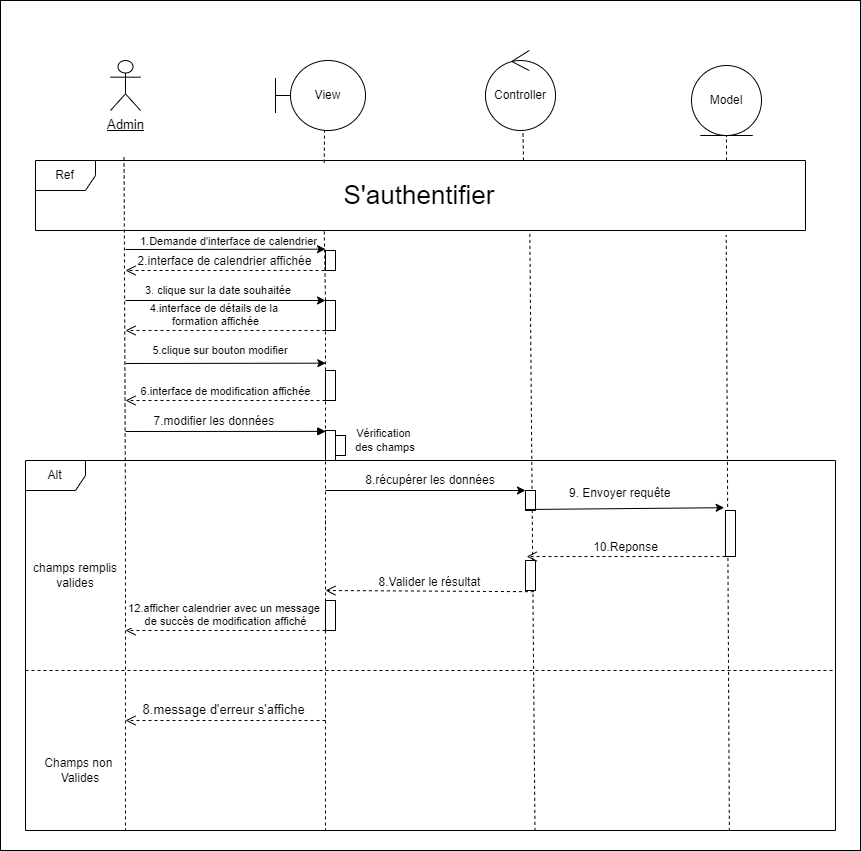 Admin
View
Controller
Model
Ref
S'authentifier
1.Demande d'interface de calendrier
2.interface de calendrier affichée
3. clique sur la date souhaitée
4.interface de détails de la
formation affichée
5.clique sur bouton modifier
6.interface de modification affichée
7.modifier les données
Vérification
des champs
Alt
8.récupérer les données
9. Envoyer requête
10.Reponse
champs remplis
valides
8.Valider le résultat
12.afficher calendrier avec un message
de succès de modification affiché
8.message d'erreur s'affiche
Champs non
Valides